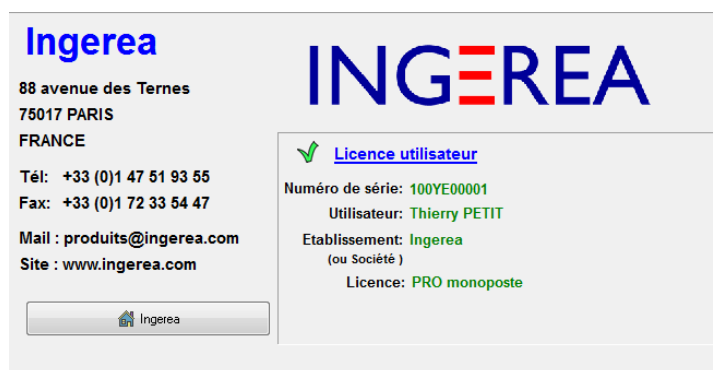 Ingerea
88 avenue des Ternes
75017 PARIS
FRANCE
Tél: +33 (0)1 47 51 93 55
Fax: +33 (0)1 72 33 54 47
Mail : produits@ingerea.com
Site : www.ingerea.com
Ingerea
INGEREA
Licence utilisateur
Numéro de série: 100YE00001
Utilisateur: Thierry PETIT
Etablissement: Ingerea
(ou Société )
Licence: PRO monoposte